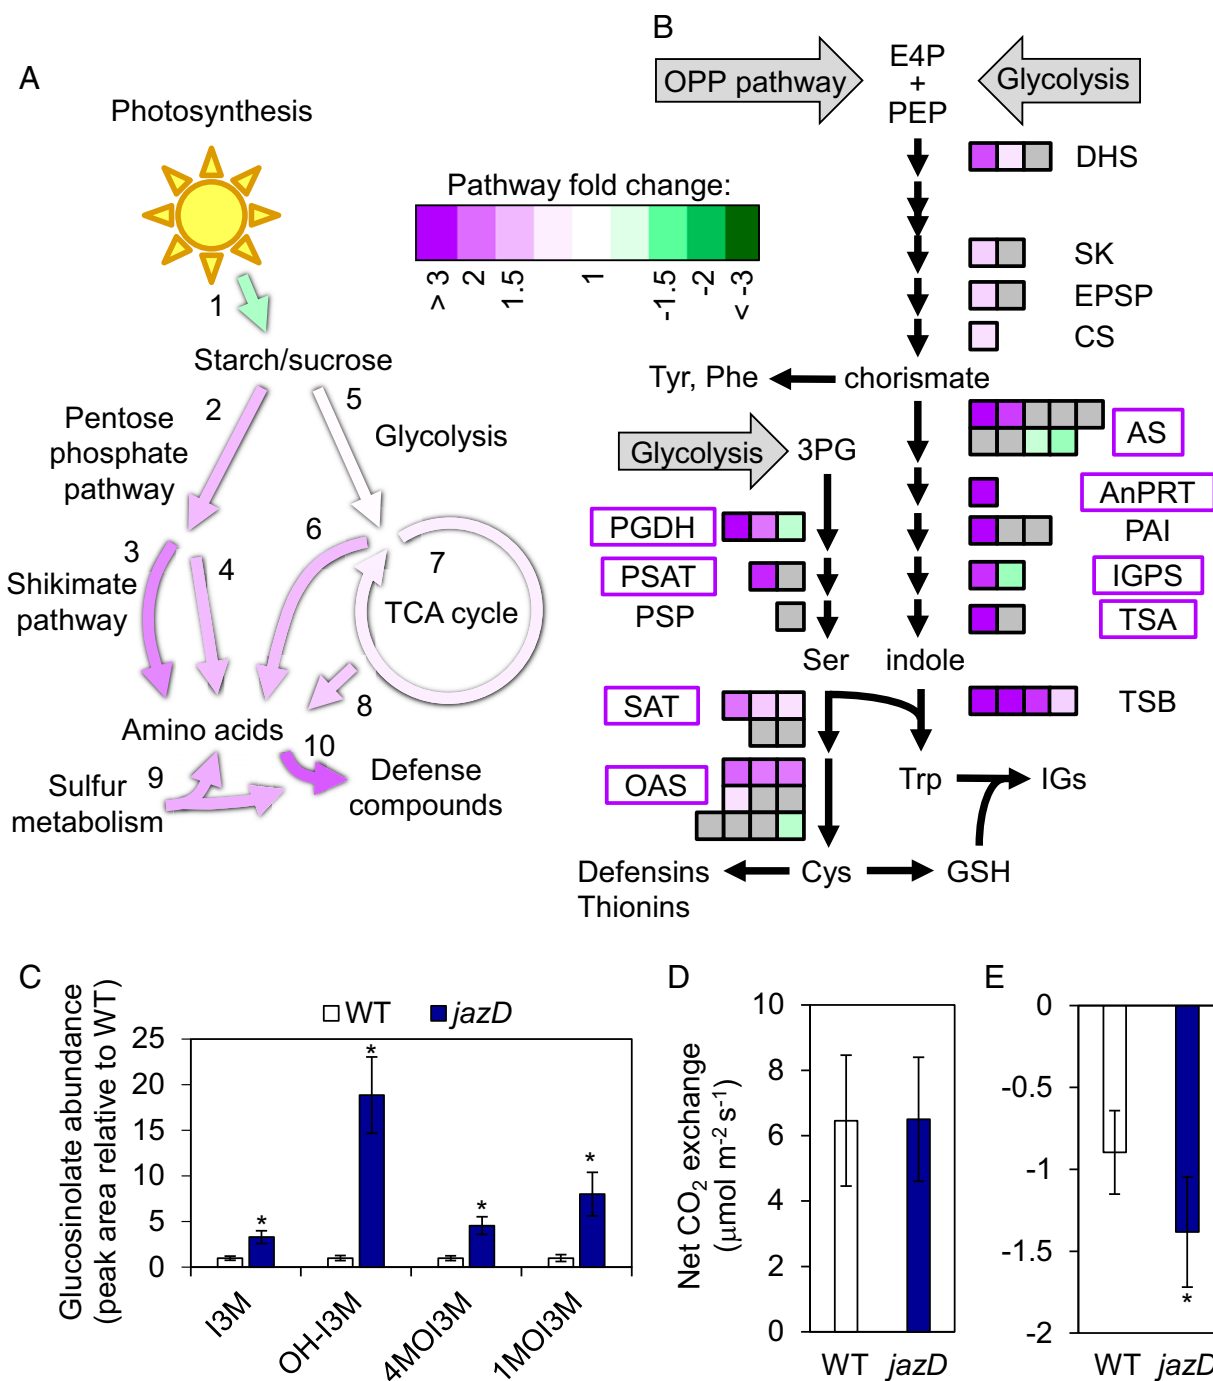 A
Photosynthesis
1
Starch/sucrose
2
5
Pentose
phosphate
pathway
Glycolysis
3
4
6
7
Shikimate
pathway
TCA cycle
8
Amino acids
10
9
Sulfur
metabolism
Defense
compounds
Pathway fold change:
> 3
2
1.5
1
-1.5
-2
< -3
B
OPP pathway
E4P
+
PEP
Glycolysis
DHS
SK
EPSP
CS
Tyr, Phe
chorismate
AS
Glycolysis
3PG
AnPRT
PGDH
PAI
PSAT
IGPS
PSP
TSA
Ser
indole
SAT
TSB
OAS
Trp
IGs
Defensins
Thionins
Cys
GSH
C
Glucosinolate abundance
(peak area relative to WT)
WT
jazD
25
20
15
10
5
0
*
*
*
*
I3M
OH-I3M
4MOI3M
1MOI3M
D
Net CO₂ exchange
(μmol m⁻² s⁻¹)
10
8
6
4
2
0
WT
jazD
E
0
-0.5
-1
-1.5
-2
*
WT
jazD